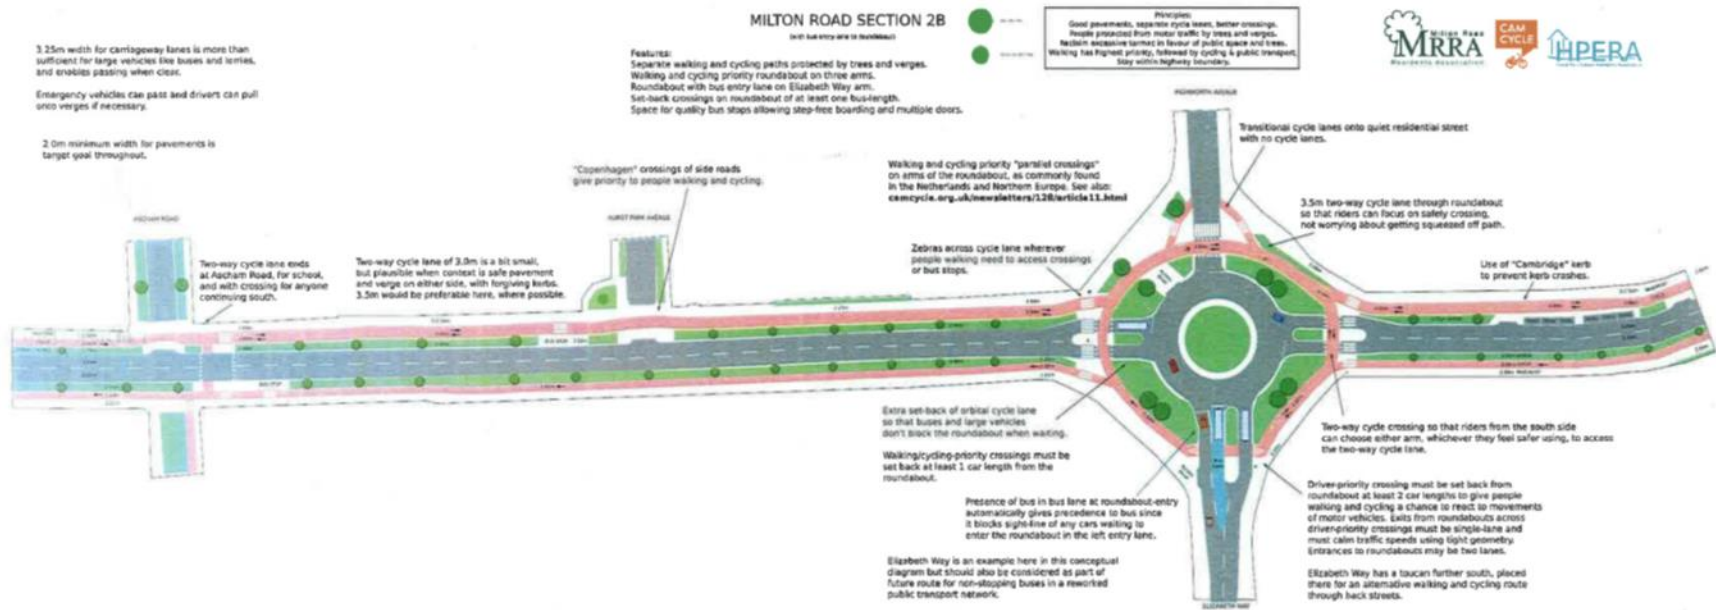 MILTON ROAD SECTION 2B
(with bus entry lane to roundabout)
Features:
Separate walking and cycling paths protected by trees and verges.
Walking and cycling priority roundabout on three arms.
Roundabout with bus entry lane on Elizabeth Way arm.
Set-back crossings on roundabout of at least one bus-length.
Space for quality bus stops allowing step-free boarding and multiple doors.
Principles:
Good pavements, separate cycle lanes, better crossings.
People protected from motor traffic by trees and verges.
Reclaim excessive tarmac in favour of public space and trees.
Walking has highest priority, followed by cycling & public transport.
Stay within highway boundary.
Milton Road
MRRA
Residents Association
CAM
CYCLE
HPERA
3.25m width for carriageway lanes is more than
sufficient for large vehicles like buses and lorries,
and enables passing when clear.
Emergency vehicles can pass and drivers can pull
onto verges if necessary.
2.0m minimum width for pavements is
target goal throughout.
"Copenhagen" crossings of side roads
give priority to people walking and cycling.
Walking and cycling priority "parallel crossings"
on arms of the roundabout, as commonly found
in the Netherlands and Northern Europe. See also:
camcycle.org.uk/newsletters/128/article11.html
HIGHWORTH AVENUE
Transitional cycle lanes onto quiet residential street
with no cycle lanes.
3.5m two-way cycle lane through roundabout
so that riders can focus on safely crossing,
not worrying about getting squeezed off path.
ASCHAM ROAD
HURST PARK AVENUE
Two-way cycle lane ends
at Ascham Road, for school,
and with crossing for anyone
continuing south.
Two-way cycle lane of 3.0m is a bit small,
but plausible when context is safe pavement
and verge on either side, with forgiving kerbs.
3.5m would be preferable here, where possible.
Zebras across cycle lane wherever
people walking need to access crossings
or bus stops.
Use of "Cambridge" kerb
to prevent kerb crashes.
Extra set-back of orbital cycle lane
so that buses and large vehicles
don't block the roundabout when waiting.
Walking/cycling-priority crossings must be
set back at least 1 car length from the
roundabout.
Presence of bus in bus lane at roundabout-entry
automatically gives precedence to bus since
it blocks sight-line of any cars waiting to
enter the roundabout in the left entry lane.
Elizabeth Way is an example here in this conceptual
diagram but should also be considered as part of
future route for non-stopping buses in a reworked
public transport network.
Two-way cycle crossing so that riders from the south side
can choose either arm, whichever they feel safer using, to access
the two-way cycle lane.
Driver-priority crossing must be set back from
roundabout at least 2 car lengths to give people
walking and cycling a chance to react to movements
of motor vehicles. Exits from roundabouts across
driver-priority crossings must be single-lane and
must calm traffic speeds using tight geometry.
Entrances to roundabouts may be two lanes.
Elizabeth Way has a toucan further south, placed
there for an alternative walking and cycling route
through back streets.
ELIZABETH WAY